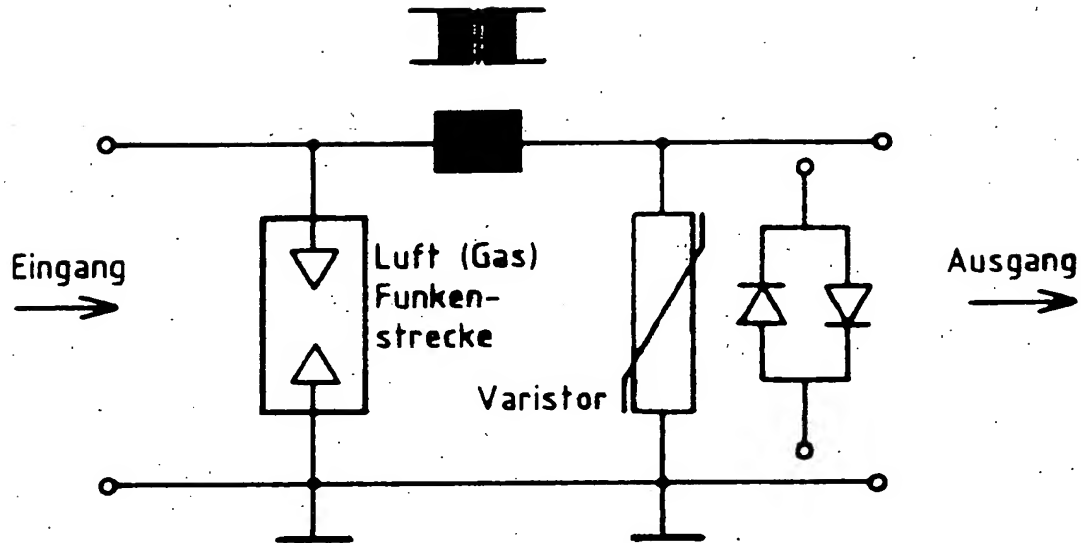 Eingang
Luft (Gas)
Funken-
strecke
Varistor
Ausgang